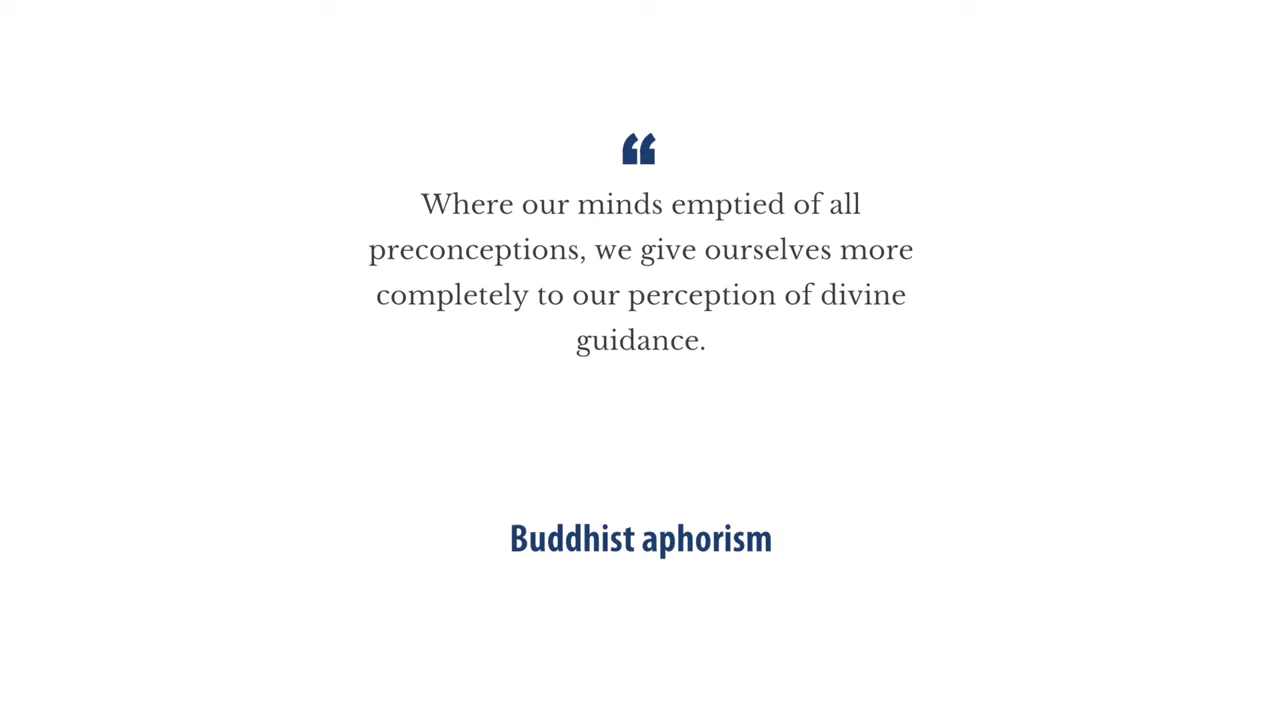 “
Where our minds emptied of all
preconceptions, we give ourselves more
completely to our perception of divine
guidance.
Buddhist aphorism